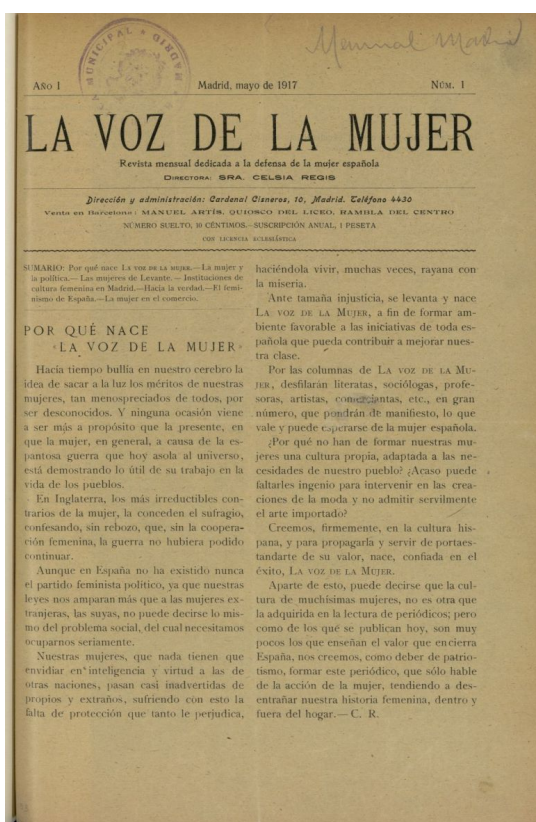 MUNICIPAL
MADRID
Año I
Madrid, mayo de 1917
Núm. 1
LA VOZ DE LA MUJER
Revista mensual dedicada a la defensa de la mujer española
Directora: SRA. CELSIA REGIS
Dirección y administración: Cardenal Cisneros, 10, Madrid. Teléfono 4430
Venta en Barcelona: MANUEL ARTÍS, QUIOSCO DEL LICEO, RAMBLA DEL CENTRO
NÚMERO SUELTO, 10 CÉNTIMOS.—SUSCRIPCIÓN ANUAL, 1 PESETA
CON LICENCIA ECLESIÁSTICA
SUMARIO: Por qué nace La voz de la mujer.—La mujer y
la política.—Las mujeres de Levante. — Instituciones de
cultura femenina en Madrid.—Hacia la verdad.—El femi-
nismo de España.—La mujer en el comercio.
POR QUÉ NACE
«LA VOZ DE LA MUJER»
Hacía tiempo bullía en nuestro cerebro la
idea de sacar a la luz los méritos de nuestras
mujeres, tan menospreciados de todos, por
ser desconocidos. Y ninguna ocasión viene
a ser más a propósito que la presente, en
que la mujer, en general, a causa de la es-
pantosa guerra que hoy asola al universo,
está demostrando lo útil de su trabajo en la
vida de los pueblos.
En Inglaterra, los más irreductibles con-
trarios de la mujer, la conceden el sufragio,
confesando, sin rebozo, que, sin la coopera-
ción femenina, la guerra no hubiera podido
continuar.
Aunque en España no ha existido nunca
el partido feminista político, ya que nuestras
leyes nos amparan más que a las mujeres ex-
tranjeras, las suyas, no puede decirse lo mis-
mo del problema social, del cual necesitamos
ocuparnos seriamente.
Nuestras mujeres, que nada tienen que
envidiar en inteligencia y virtud a las de
otras naciones, pasan casi inadvertidas de
propios y extraños, sufriendo con esto la
falta de protección que tanto le perjudica,
haciéndola vivir, muchas veces, rayana con
la miseria.
Ante tamaña injusticia, se levanta y nace
La voz de la Mujer, a fin de formar am-
biente favorable a las iniciativas de toda es-
pañola que pueda contribuir a mejorar nues-
tra clase.
Por las columnas de La voz de la Mu-
jer, desfilarán literatas, sociólogas, profe-
soras, artistas, comerciantas, etc., en gran
número, que pondrán de manifiesto, lo que
vale y puede esperarse de la mujer española.
¿Por qué no han de formar nuestras mu-
jeres una cultura propia, adaptada a las ne-
cesidades de nuestro pueblo? ¿Acaso puede
faltarles ingenio para intervenir en las crea-
ciones de la moda y no admitir servilmente
el arte importado?
Creemos, firmemente, en la cultura his-
pana, y para propagarla y servir de portaes-
tandarte de su valor, nace, confiada en el
éxito, La voz de la Mujer.
Aparte de esto, puede decirse que la cul-
tura de muchísimas mujeres, no es otra que
la adquirida en la lectura de periódicos; pero
como de los qué se publican hoy, son muy
pocos los que enseñan el valor que encierra
España, nos creemos, como deber de patrio-
tismo, formar este periódico, que sólo hable
de la acción de la mujer, tendiendo a des-
entrañar nuestra historia femenina, dentro y
fuera del hogar. — C. R.